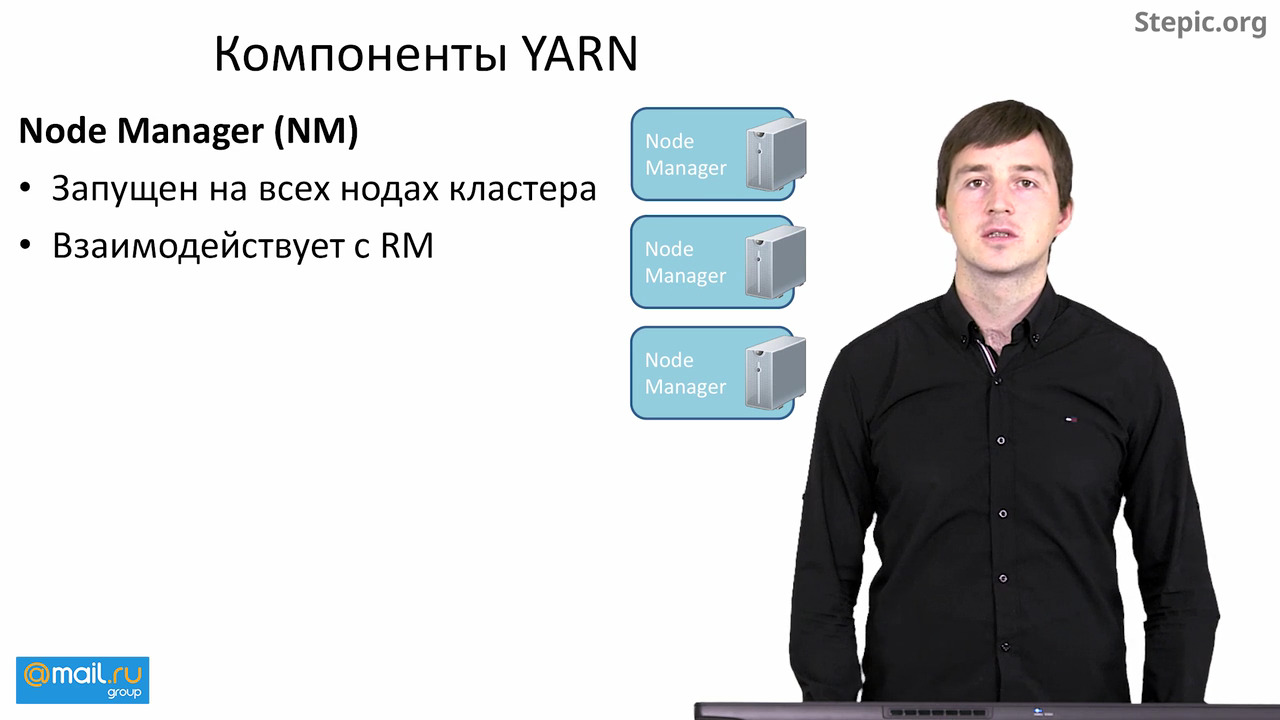 Stepic.org
Компоненты YARN
Node Manager (NM)
• Запущен на всех нодах кластера
• Взаимодействует с RM
Node
Manager
Node
Manager
Node
Manager
@mail.ru
group